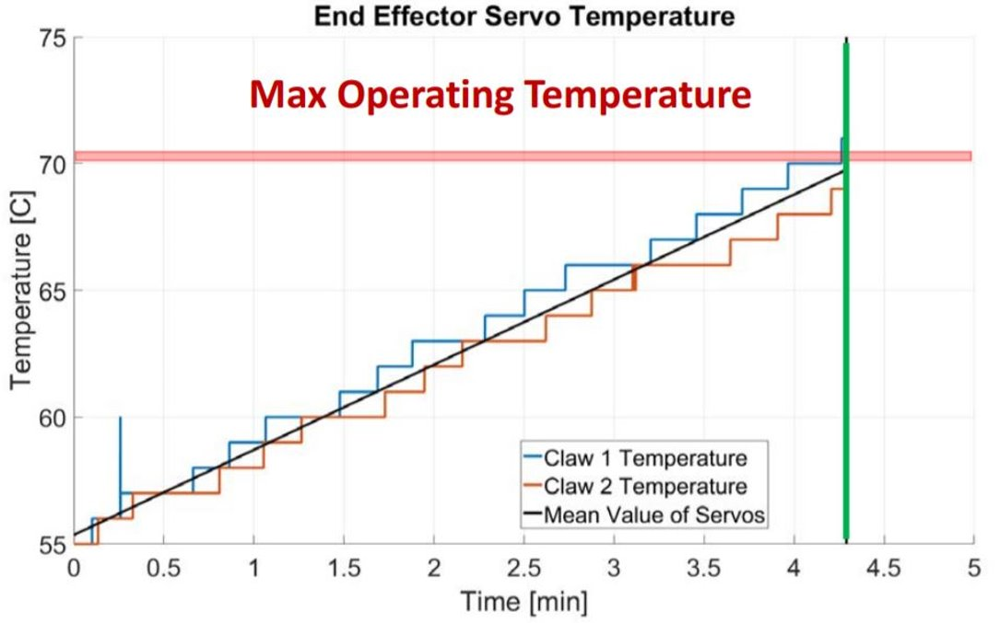 End Effector Servo Temperature
Max Operating Temperature
Temperature [C]
75
70
65
60
55
Claw 1 Temperature
Claw 2 Temperature
Mean Value of Servos
0 0.5 1 1.5 2 2.5 3 3.5 4 4.5 5
Time [min]